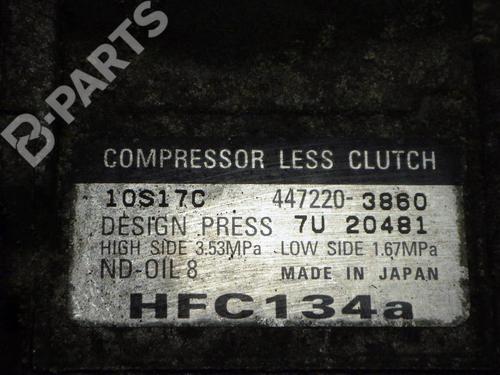 B-PARTS
COMPRESSOR LESS CLUTCH
10S17C 447220-3860
DESIGN PRESS 7U 20481
HIGH SIDE 3.53MPa LOW SIDE 1.67MPa
ND-OIL 8 MADE IN JAPAN
HFC134a